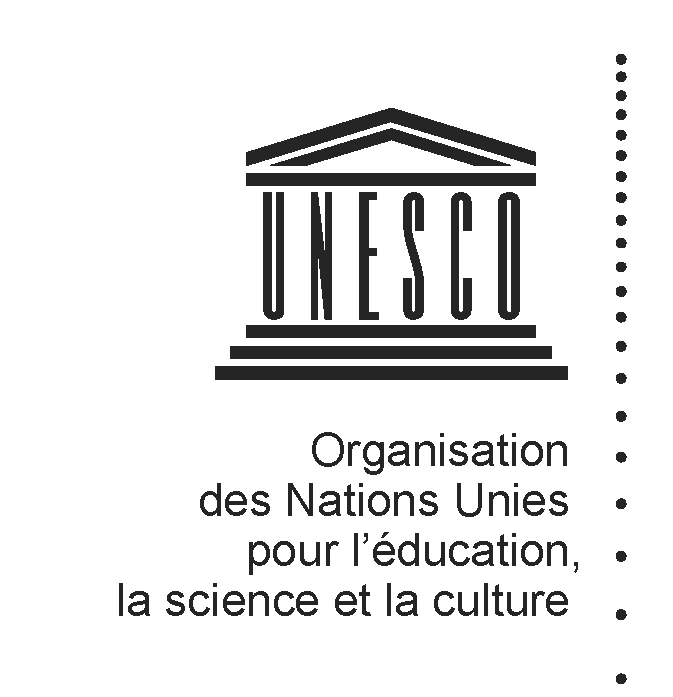 UNESCO
Organisation
des Nations Unies
pour l’éducation,
la science et la culture